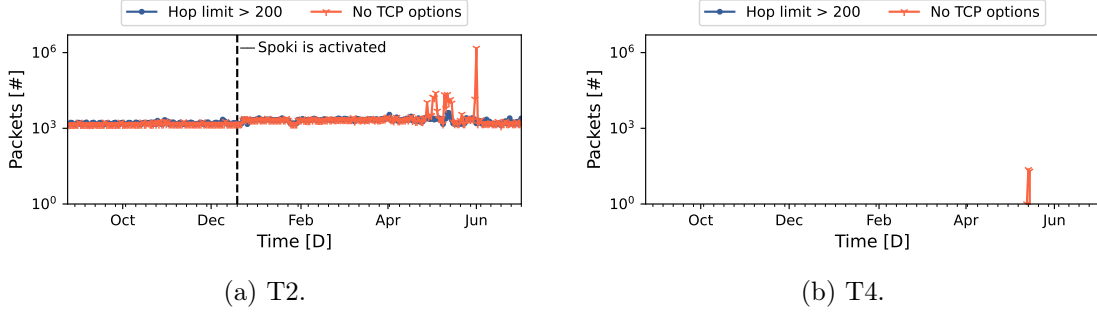 Hop limit > 200 No TCP options
Packets [#]
10⁶
10³
10⁰
Spoki is activated
Oct Dec Feb Apr Jun
Time [D]
(a) T2.
Hop limit > 200 No TCP options
Packets [#]
10⁶
10³
10⁰
Oct Dec Feb Apr Jun
Time [D]
(b) T4.